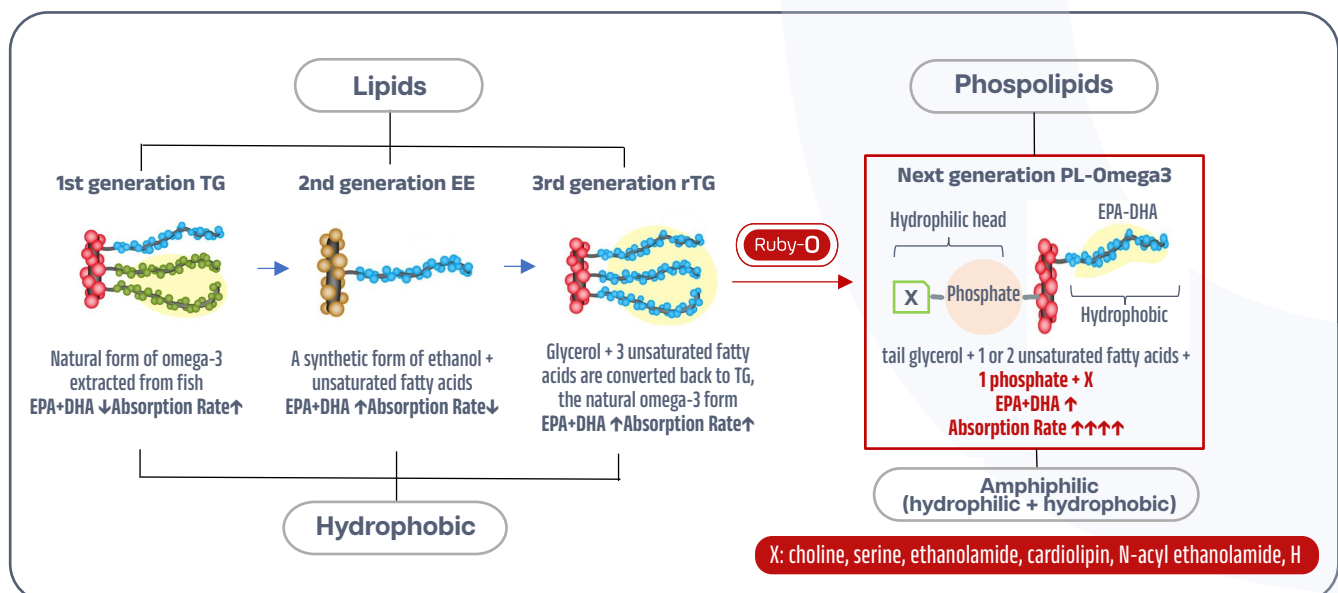 Lipids
Phospolipids
1st generation TG
2nd generation EE
3rd generation rTG
Next generation PL-Omega3
Hydrophilic head
EPA-DHA
Ruby-O
X
Phosphate
Hydrophobic
Natural form of omega-3
extracted from fish
EPA+DHA ↓Absorption Rate↑
A synthetic form of ethanol +
unsaturated fatty acids
EPA+DHA ↑Absorption Rate↓
Glycerol + 3 unsaturated fatty
acids are converted back to TG,
the natural omega-3 form
EPA+DHA ↑Absorption Rate↑
tail glycerol + 1 or 2 unsaturated fatty acids +
1 phosphate + X
EPA+DHA ↑
Absorption Rate ↑↑↑↑
Hydrophobic
Amphiphilic
(hydrophilic + hydrophobic)
X: choline, serine, ethanolamide, cardiolipin, N-acyl ethanolamide, H